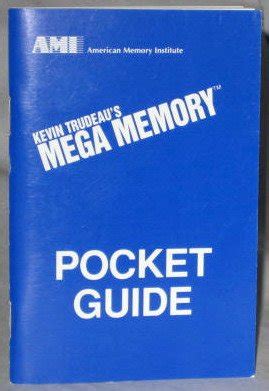 AMI American Memory Institute
KEVIN TRUDEAU'S
MEGA MEMORY™
POCKET
GUIDE